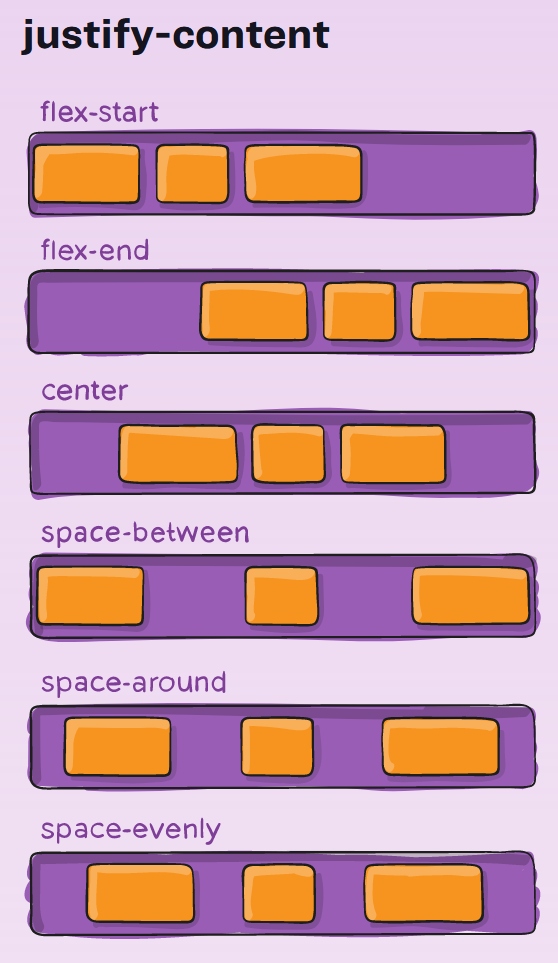 justify-content
flex-start
flex-end
center
space-between
space-around
space-evenly